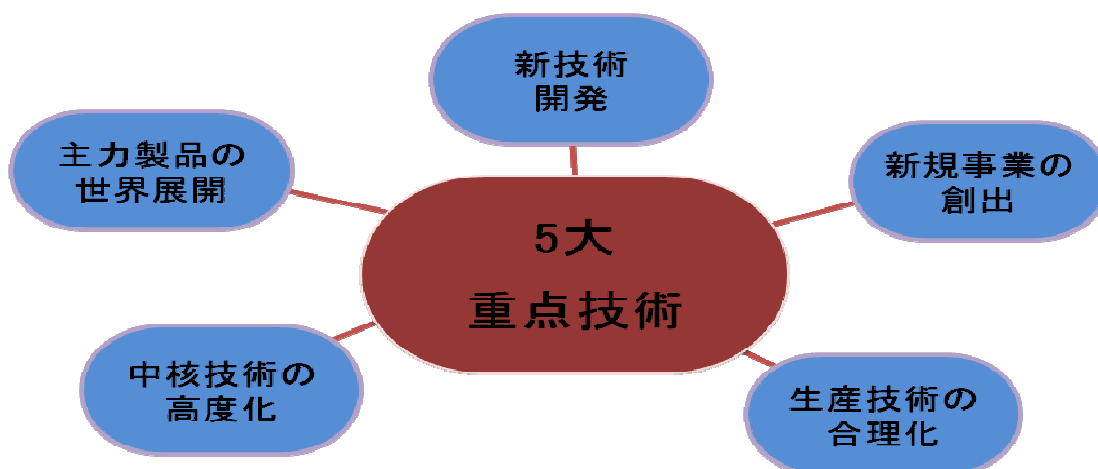 新技術
開発
主力製品の
世界展開
新規事業の
創出
5大
重点技術
中核技術の
高度化
生産技術の
合理化